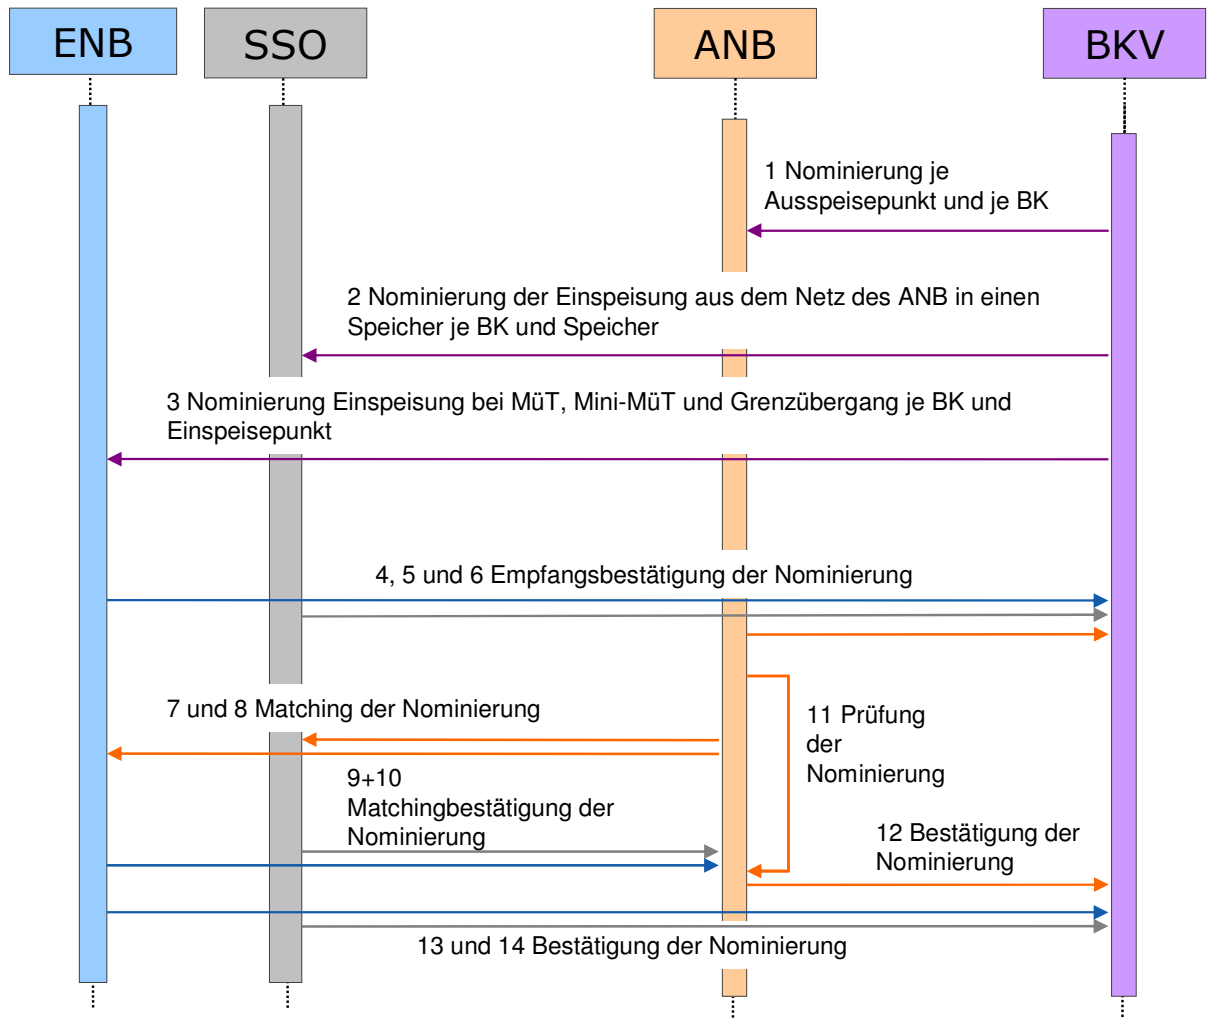 ENB
SSO
ANB
BKV
1 Nominierung je
Ausspeisepunkt und je BK
2 Nominierung der Einspeisung aus dem Netz des ANB in einen
Speicher je BK und Speicher
3 Nominierung Einspeisung bei MüT, Mini-MüT und Grenzübergang je BK und
Einspeisepunkt
4, 5 und 6 Empfangsbestätigung der Nominierung
7 und 8 Matching der Nominierung
11 Prüfung
der
Nominierung
9+10
Matchingbestätigung der
Nominierung
12 Bestätigung der
Nominierung
13 und 14 Bestätigung der Nominierung